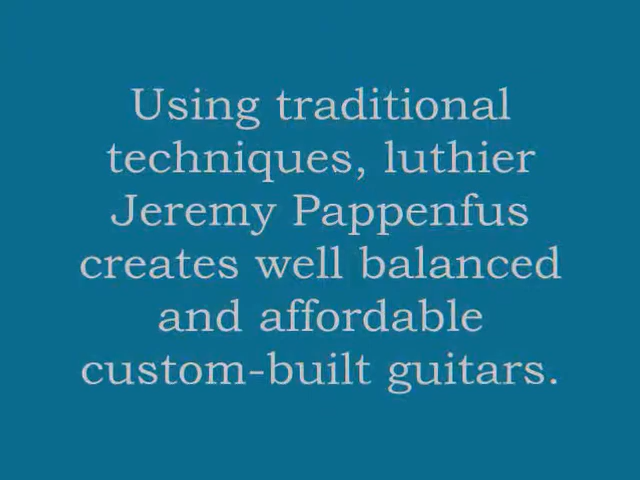 Using traditional
techniques, luthier
Jeremy Pappenfus
creates well balanced
and affordable
custom-built guitars.